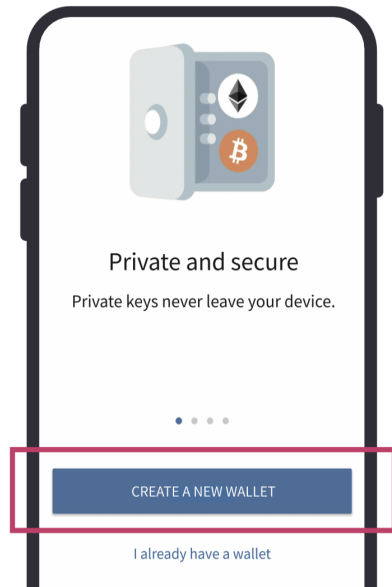 Private and secure
Private keys never leave your device.
CREATE A NEW WALLET
I already have a wallet